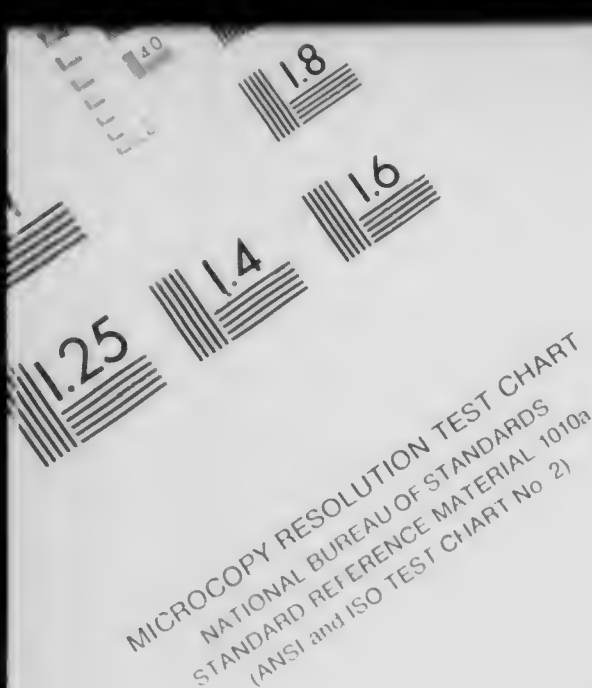 40
1.8
1.6
1.4
1.25
MICROCOPY RESOLUTION TEST CHART
NATIONAL BUREAU OF STANDARDS
STANDARD REFERENCE MATERIAL 1010a
(ANSI and ISO TEST CHART No 2)